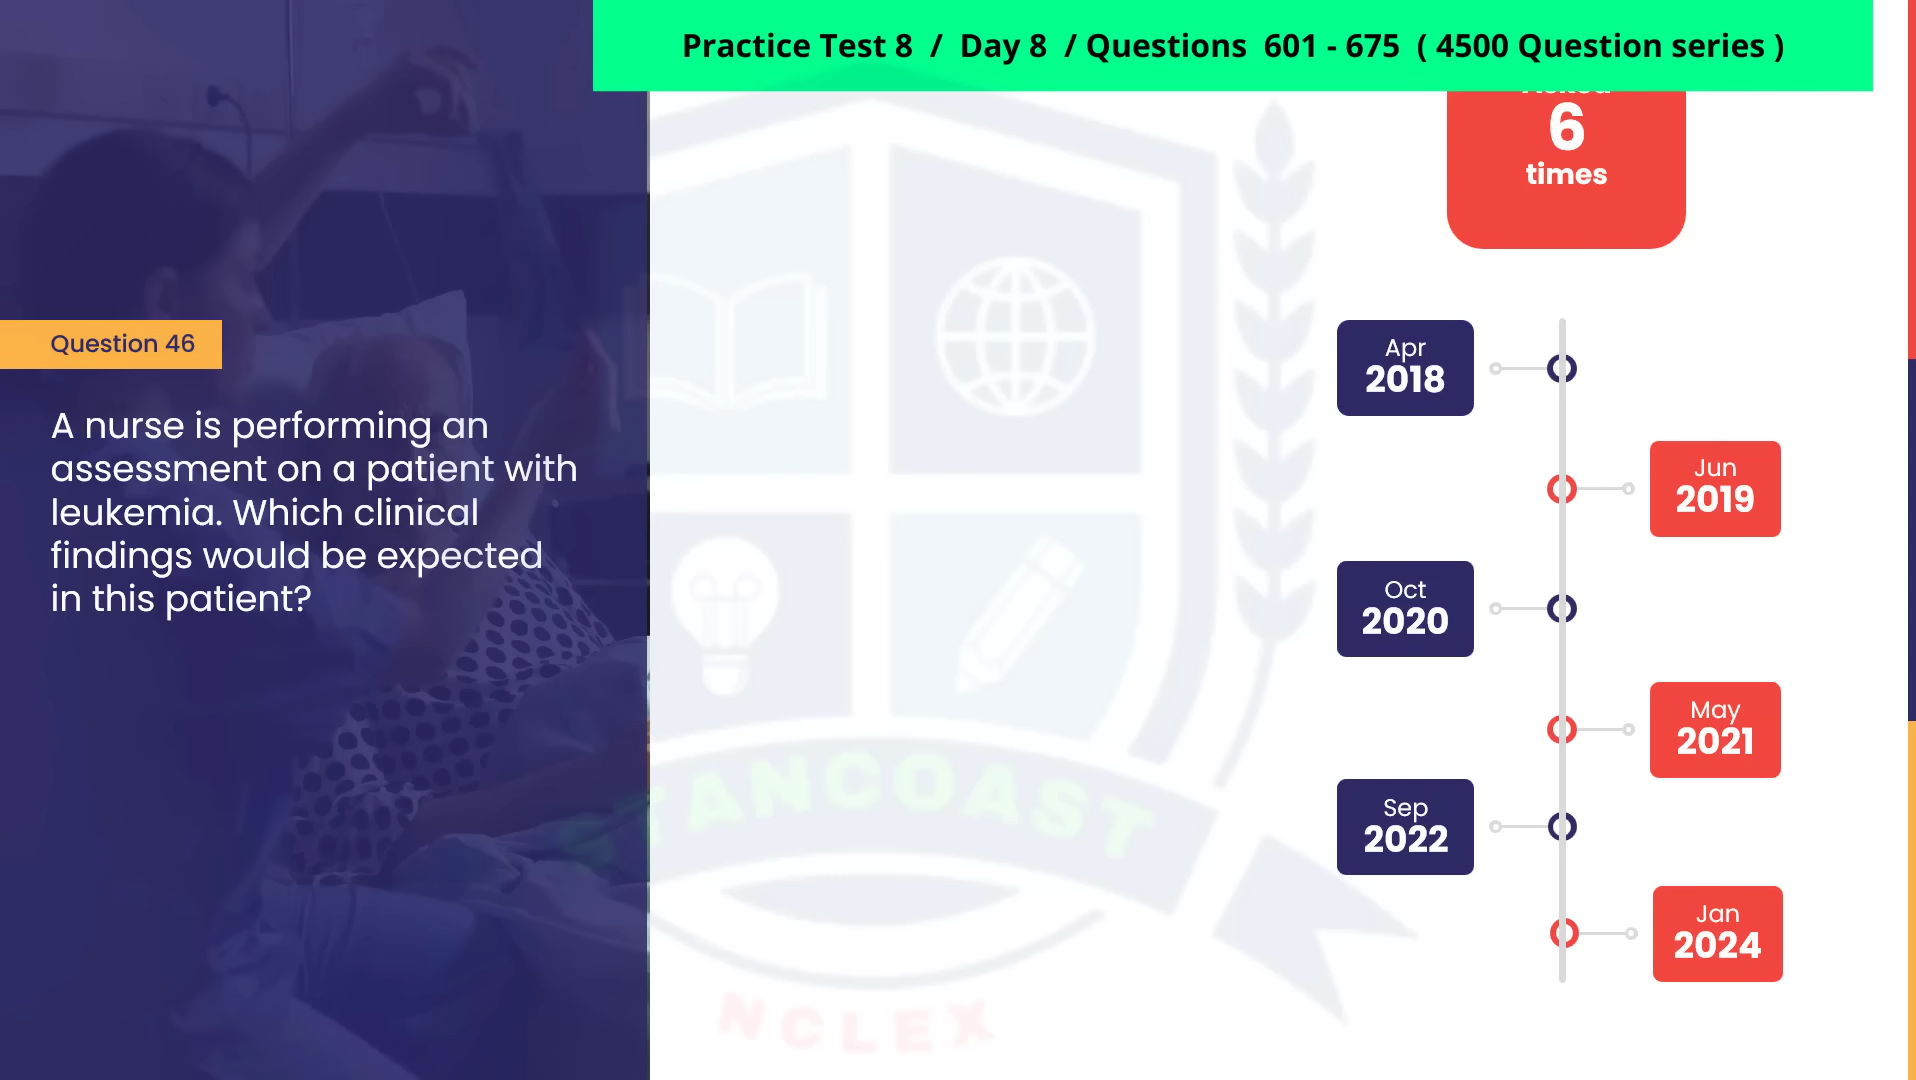 Practice Test 8 / Day 8 / Questions 601 - 675 ( 4500 Question series )
6
times
Question 46
A nurse is performing an
assessment on a patient with
leukemia. Which clinical
findings would be expected
in this patient?
Apr
2018
Jun
2019
Oct
2020
May
2021
Sep
2022
Jan
2024
TANCOAST
NCLEX